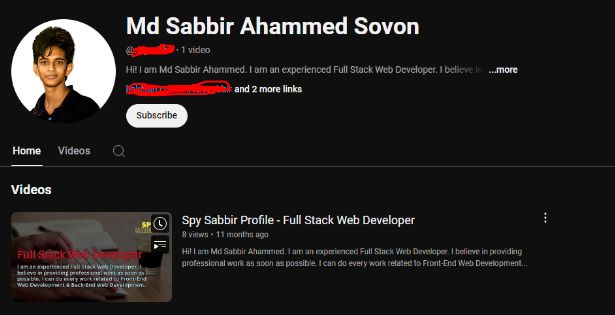 Md Sabbir Ahammed Sovon
@ • 1 video
Hi! I am Md Sabbir Ahammed. I am an experienced Full Stack Web Developer. I believe in ...more
and 2 more links
Subscribe
Home Videos
Videos
SP
Full Stack Web Developer
I am an experienced Full Stack Web Developer. I
believe in providing professional work as soon as
possible. I can do every work related to Front-End
Web Development & Back-End Web Development.
Spy Sabbir Profile - Full Stack Web Developer
8 views • 11 months ago
Hi! I am Md Sabbir Ahammed. I am an experienced Full Stack Web Developer. I believe in providing
professional work as soon as possible. I can do every work related to Front-End Web Development...